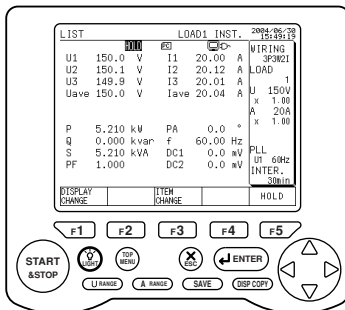 LIST LOAD1 INST. 2004/06/30
15:49:19
HOLD PC
U1 150.0 V I1 20.00 A
U2 150.1 V I2 20.12 A
U3 149.9 V I3 20.01 A
Uave 150.0 V Iave 20.04 A
P 5.210 kW PA 0.0 °
Q 0.000 kvar f 60.00 Hz
S 5.210 kVA DC1 0.0 mV
PF 1.000 DC2 0.0 mV
WIRING
3P3W2I
LOAD
1
U 150V
x 1.00
A 20A
x 1.00
PLL
U1 60Hz
INTER.
30min
DISPLAY
CHANGE
ITEM
CHANGE
HOLD
F1 F2 F3 F4 F5
START
&STOP
LIGHT
TOP
MENU
ESC
ENTER
U RANGE A RANGE SAVE DISP COPY